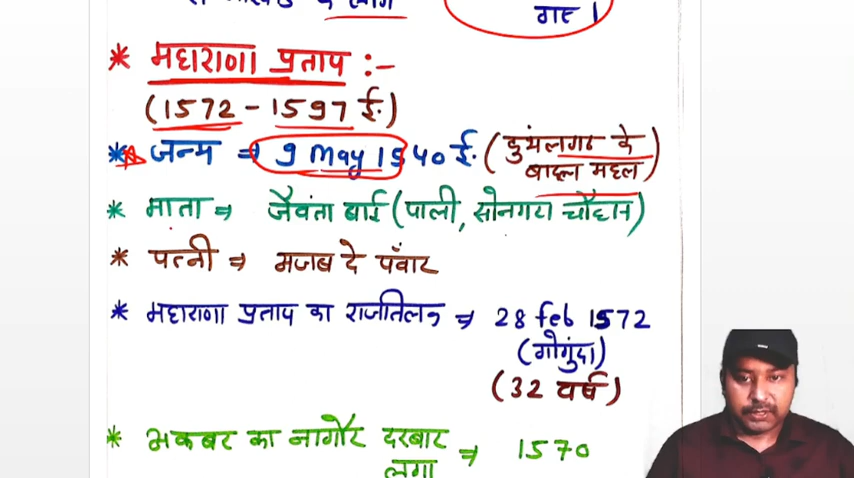 गए।
* महाराणा प्रताप :-
(1572 - 1597 ई.)
* जन्म ⇒ 9 May 1540 ई. (कुंभलगढ के
बादल महल)
* माता ⇒ जैवंता बाई (पाली, सोनगरा चौहान)
* पत्नी ⇒ अजब दे पँवार
* महाराणा प्रताप का राजतिलक ⇒ 28 feb 1572
(गोगुंदा)
(32 वर्ष)
* अकबर का नागौर दरबार ⇒ 1570
लगा